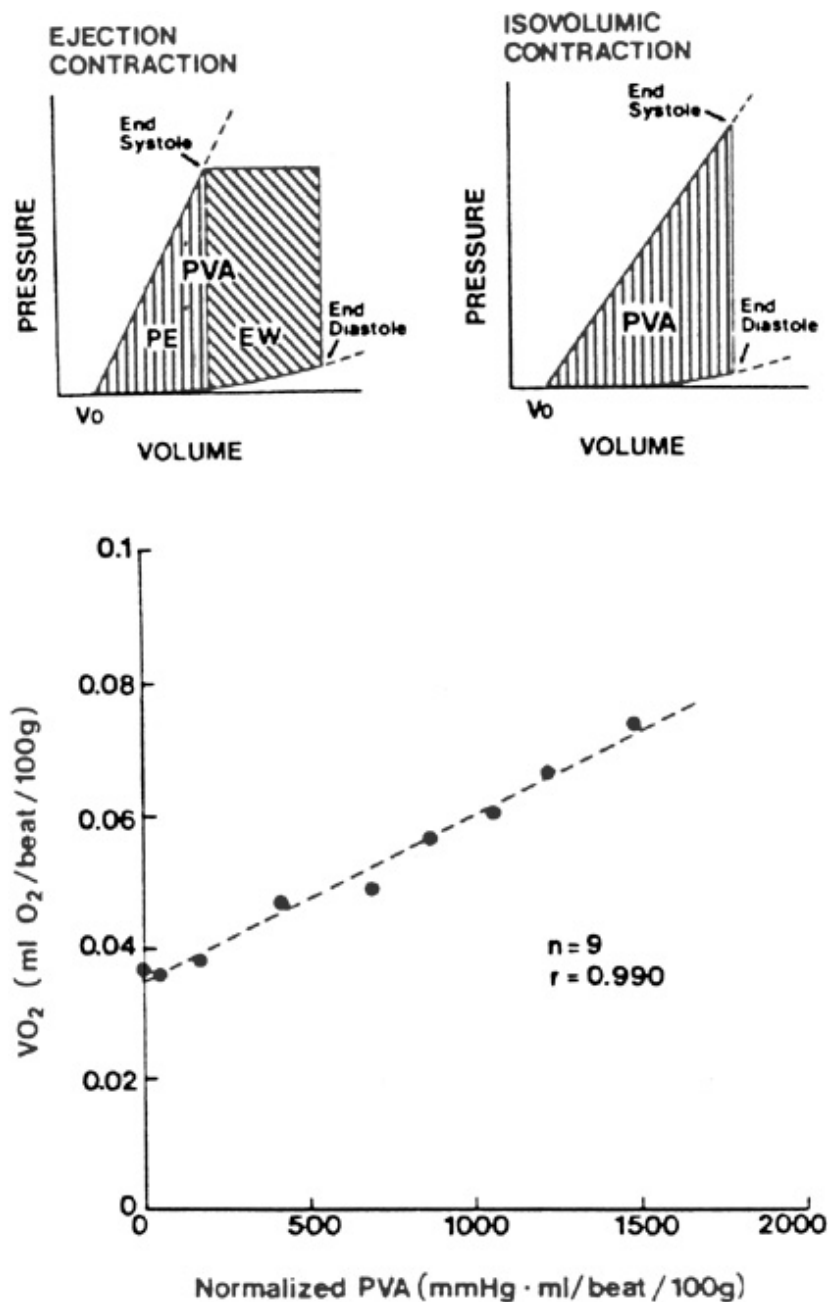 EJECTION
CONTRACTION
End
Systole
PVA
PE
EW
End
Diastole
Vo
PRESSURE
VOLUME
ISOVOLUMIC
CONTRACTION
End
Systole
PVA
End
Diastole
Vo
PRESSURE
VOLUME
0.1
0.08
0.06
0.04
0.02
0
VO₂ (ml O₂/beat/100g)
n=9
r=0.990
0
500
1000
1500
2000
Normalized PVA (mmHg·ml/beat/100g)